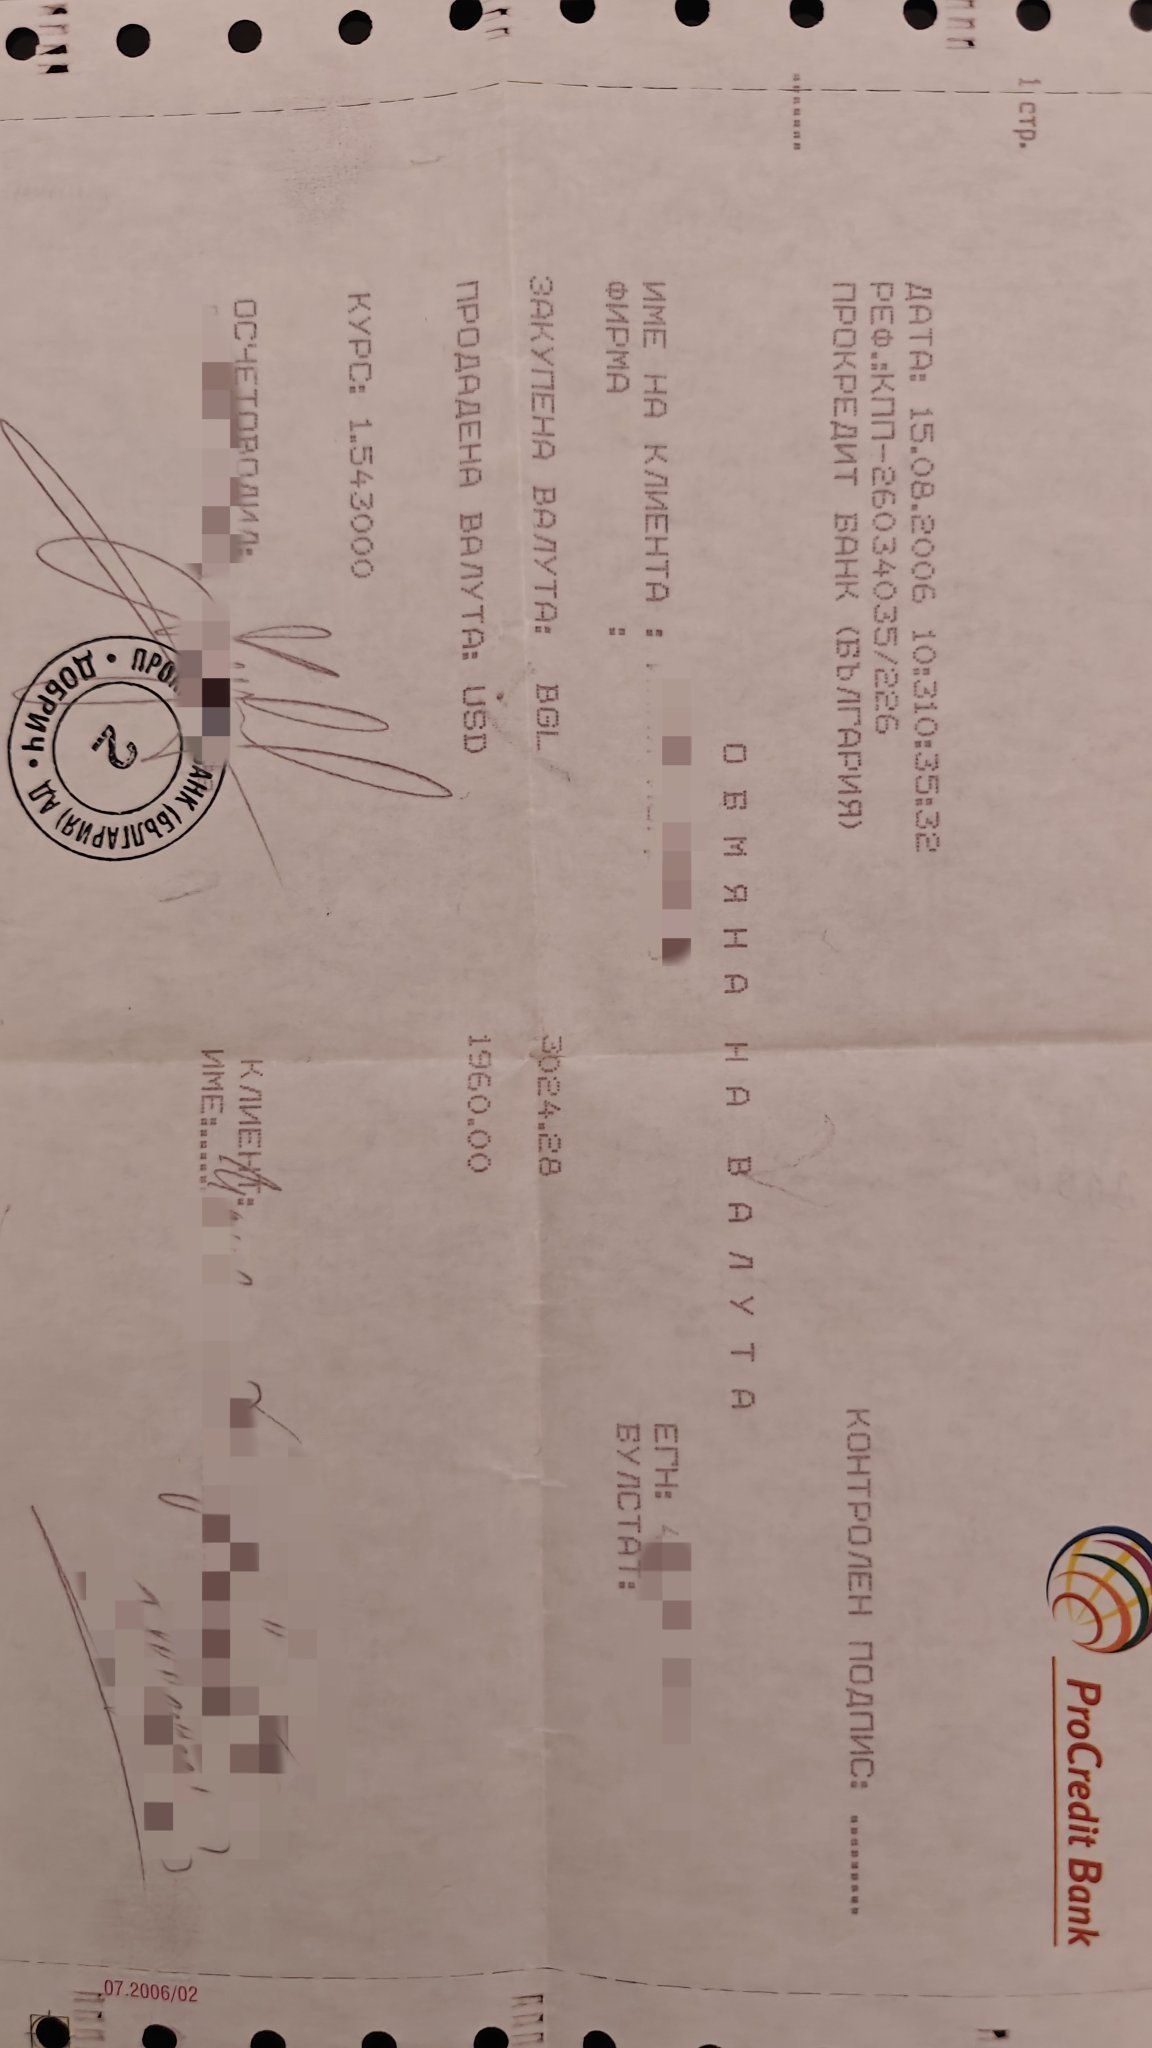 1 стр.
ProCredit Bank
ДАТА: 15.08.2006 10:310:35:32
РЕФ.:КПП-26034035/226
ПРОКРЕДИТ БАНК (БЪЛГАРИЯ)
КОНТРОЛЕН ПОДПИС: ..........
О Б М Я Н А Н А В А Л У Т А
ИМЕ НА КЛИЕНТА :
ЕГН:
ФИРМА :
БУЛСТАТ:
ЗАКУПЕНА ВАЛУТА: BGL 3024.28
ПРОДАДЕНА ВАЛУТА: USD 1960.00
КУРС: 1.543000
ОСЧЕТОВОДИЛ:
КЛИЕНТ:
ИМЕ:......
БАНК (БЪЛГАРИЯ) АД • ДОБРИЧ •
2
07.2006/02